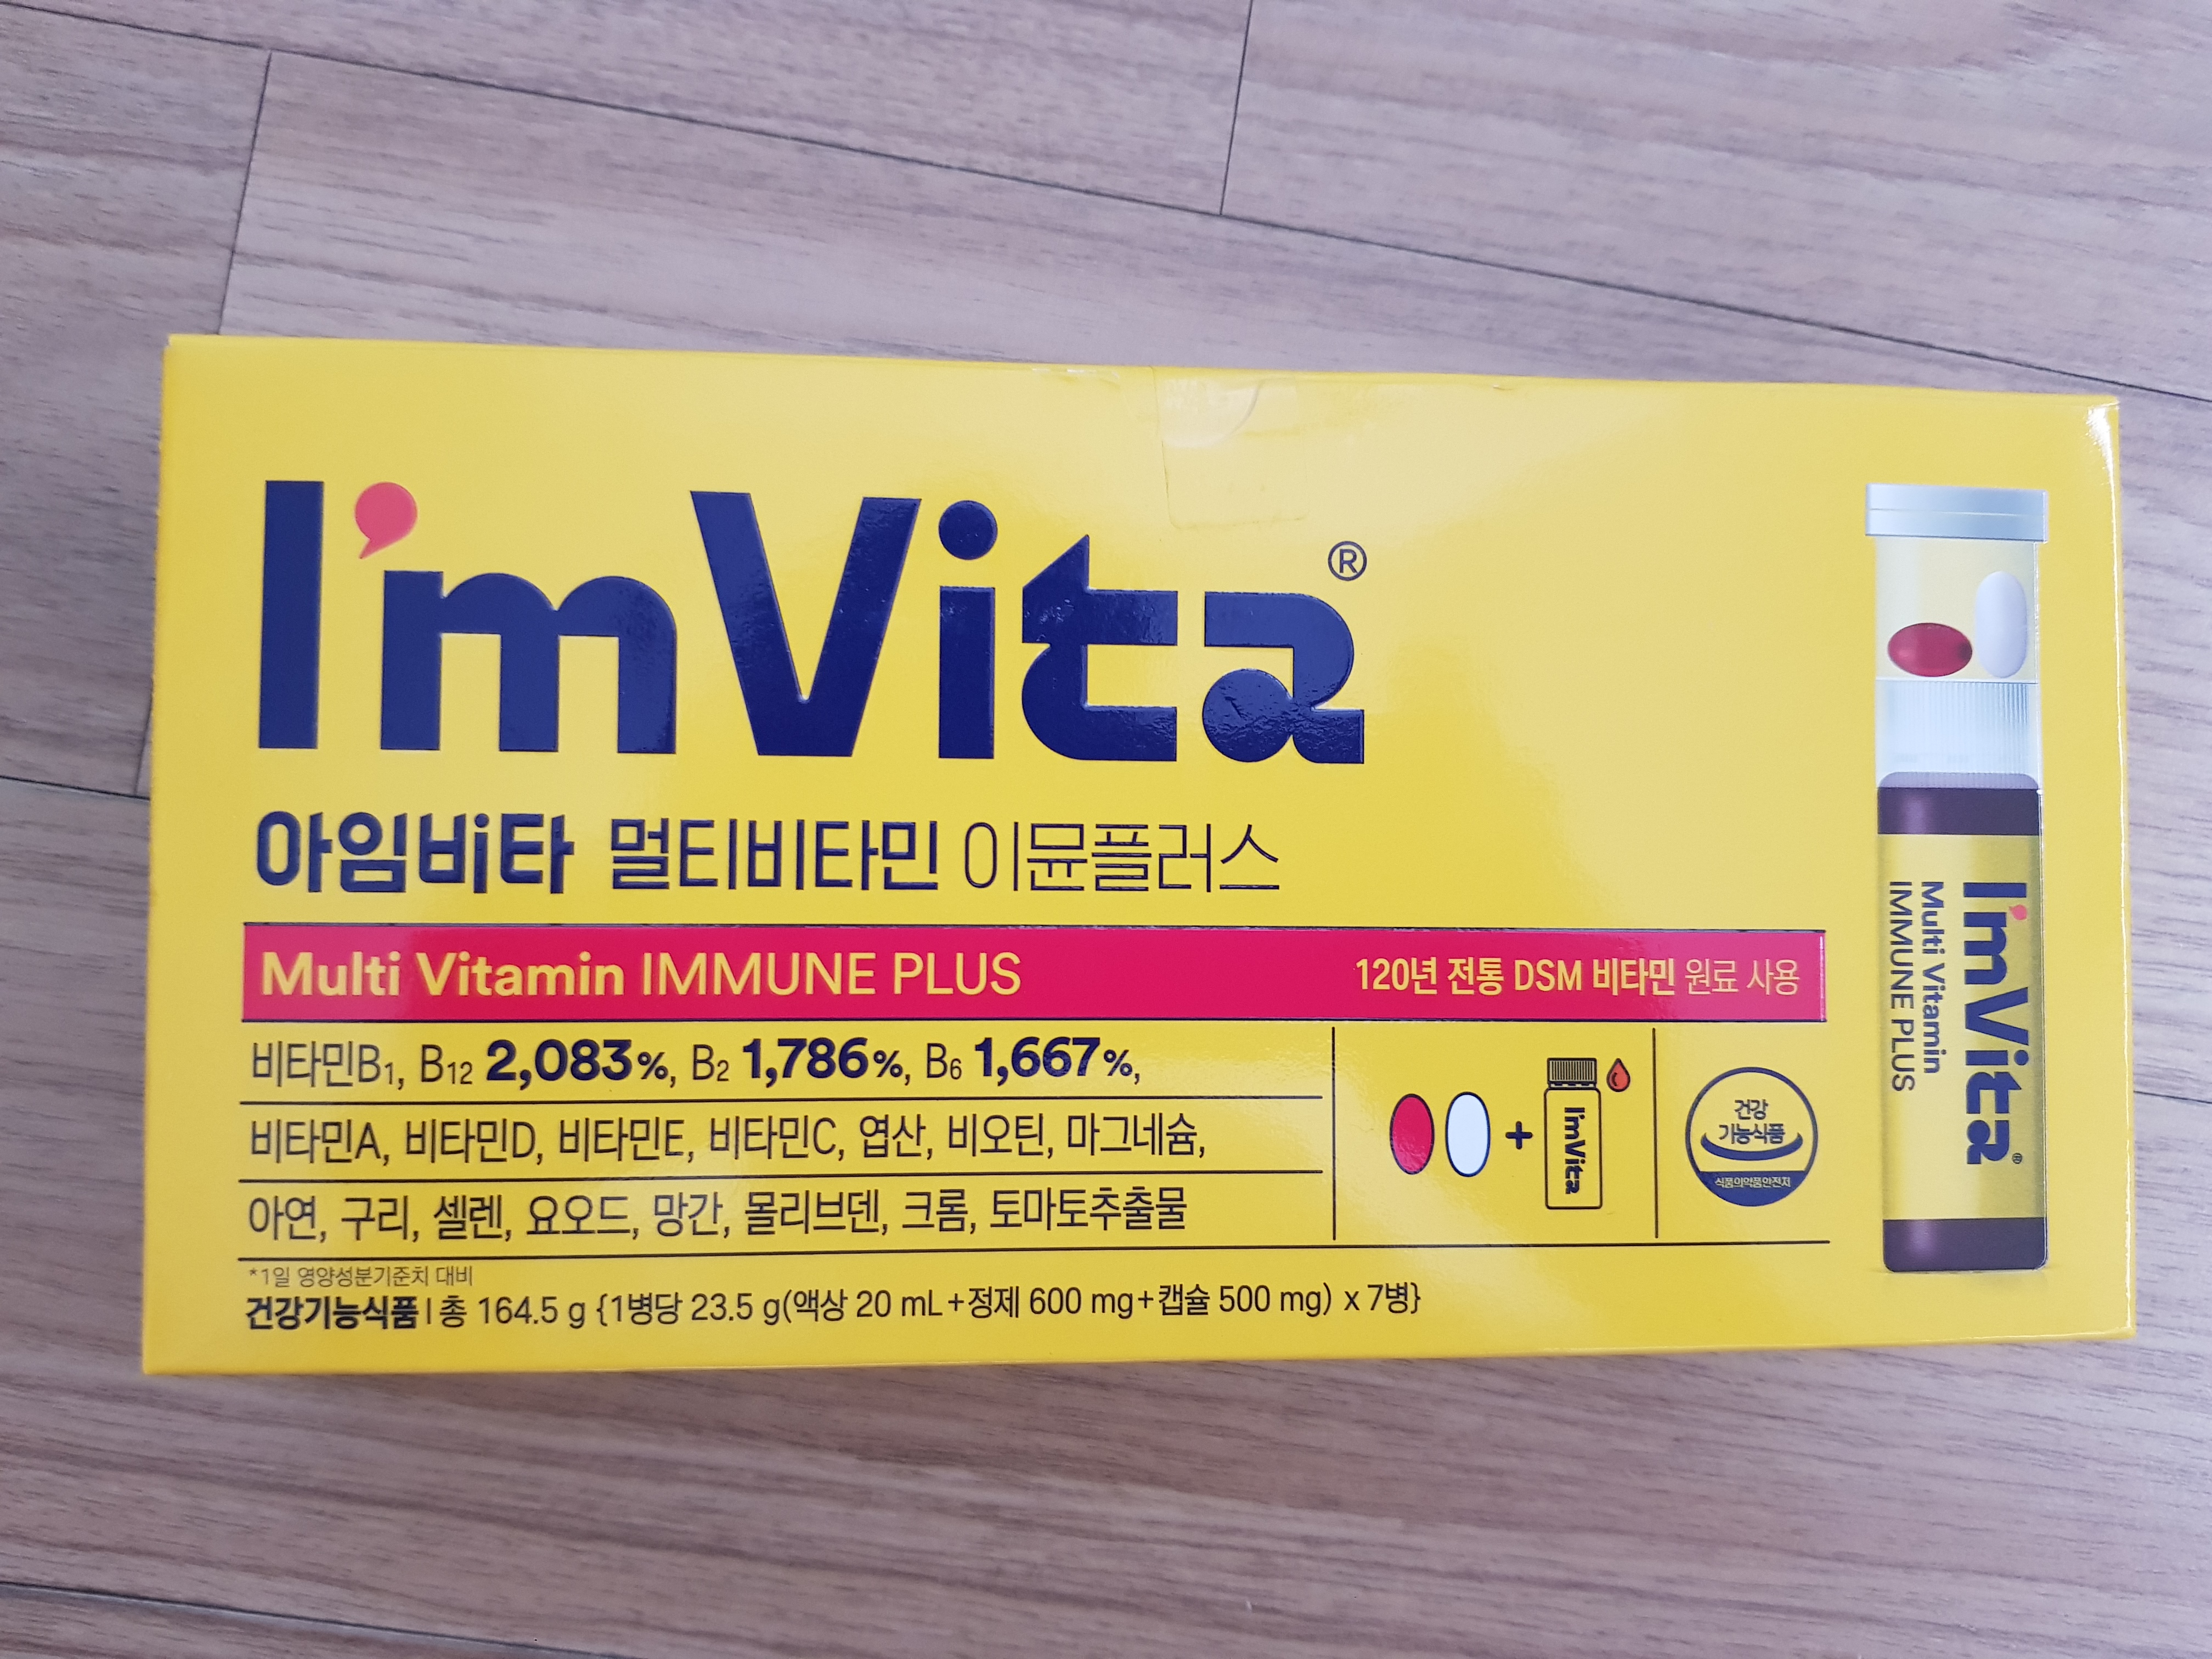 I'mVita®
아임비타 멀티비타민 이뮨플러스
Multi Vitamin IMMUNE PLUS
120년 전통 DSM 비타민 원료 사용
비타민B1, B12 2,083%, B2 1,786%, B6 1,667%,
비타민A, 비타민D, 비타민E, 비타민C, 엽산, 비오틴, 마그네슘,
아연, 구리, 셀렌, 요오드, 망간, 몰리브덴, 크롬, 토마토추출물
+
I'mVita
건강
기능식품
식품의약품안전처
*1일 영양성분기준치 대비
건강기능식품 | 총 164.5 g {1병당 23.5 g(액상 20 mL+정제 600 mg+캡슐 500 mg) x 7병}
I'mVita®
Multi Vitamin
IMMUNE PLUS